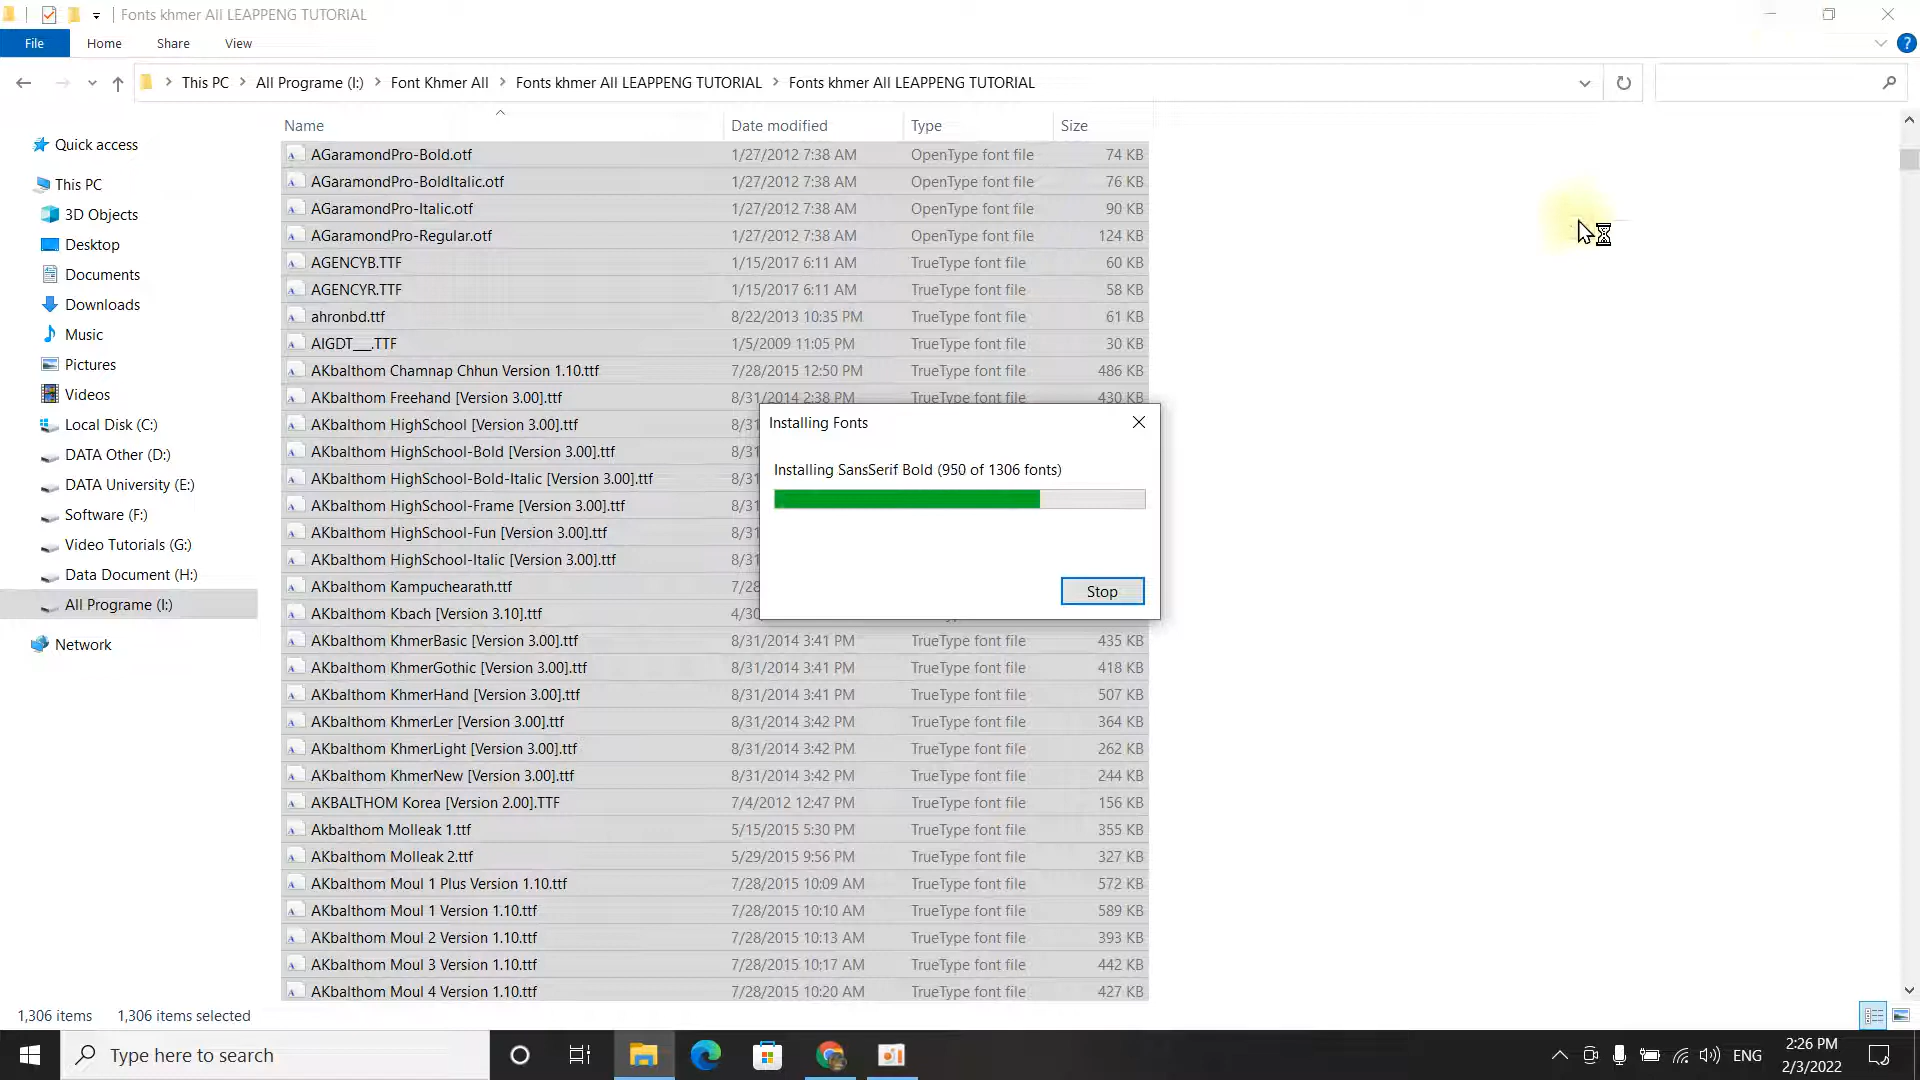 Fonts khmer All LEAPPENG TUTORIAL
File Home Share View
This PC All Programe (I:) Font Khmer All Fonts khmer All LEAPPENG TUTORIAL Fonts khmer All LEAPPENG TUTORIAL
Quick access
This PC
3D Objects
Desktop
Documents
Downloads
Music
Pictures
Videos
Local Disk (C:)
DATA Other (D:)
DATA University (E:)
Software (F:)
Video Tutorials (G:)
Data Document (H:)
All Programe (I:)
Network
Name Date modified Type Size
AGaramondPro-Bold.otf 1/27/2012 7:38 AM OpenType font file 74 KB
AGaramondPro-BoldItalic.otf 1/27/2012 7:38 AM OpenType font file 76 KB
AGaramondPro-Italic.otf 1/27/2012 7:38 AM OpenType font file 90 KB
AGaramondPro-Regular.otf 1/27/2012 7:38 AM OpenType font file 124 KB
AGENCYB.TTF 1/15/2017 6:11 AM TrueType font file 60 KB
AGENCYR.TTF 1/15/2017 6:11 AM TrueType font file 58 KB
ahronbd.ttf 8/22/2013 10:35 PM TrueType font file 61 KB
AIGDT___.TTF 1/5/2009 11:05 PM TrueType font file 30 KB
AKbalthom Chamnap Chhun Version 1.10.ttf 7/28/2015 12:50 PM TrueType font file 486 KB
AKbalthom Freehand [Version 3.00].ttf 8/31/2014 2:38 PM TrueType font file 430 KB
AKbalthom HighSchool [Version 3.00].ttf 8/31
AKbalthom HighSchool-Bold [Version 3.00].ttf 8/31
AKbalthom HighSchool-Bold-Italic [Version 3.00].ttf 8/31
AKbalthom HighSchool-Frame [Version 3.00].ttf 8/31
AKbalthom HighSchool-Fun [Version 3.00].ttf 8/31
AKbalthom HighSchool-Italic [Version 3.00].ttf 8/31
AKbalthom Kampuchearath.ttf 7/28
AKbalthom Kbach [Version 3.10].ttf 4/30
AKbalthom KhmerBasic [Version 3.00].ttf 8/31/2014 3:41 PM TrueType font file 435 KB
AKbalthom KhmerGothic [Version 3.00].ttf 8/31/2014 3:41 PM TrueType font file 418 KB
AKbalthom KhmerHand [Version 3.00].ttf 8/31/2014 3:41 PM TrueType font file 507 KB
AKbalthom KhmerLer [Version 3.00].ttf 8/31/2014 3:42 PM TrueType font file 364 KB
AKbalthom KhmerLight [Version 3.00].ttf 8/31/2014 3:42 PM TrueType font file 262 KB
AKbalthom KhmerNew [Version 3.00].ttf 8/31/2014 3:42 PM TrueType font file 244 KB
AKBALTHOM Korea [Version 2.00].TTF 7/4/2012 12:47 PM TrueType font file 156 KB
Akbalthom Molleak 1.ttf 5/15/2015 5:30 PM TrueType font file 355 KB
AKbalthom Molleak 2.ttf 5/29/2015 9:56 PM TrueType font file 327 KB
AKbalthom Moul 1 Plus Version 1.10.ttf 7/28/2015 10:09 AM TrueType font file 572 KB
AKbalthom Moul 1 Version 1.10.ttf 7/28/2015 10:10 AM TrueType font file 589 KB
AKbalthom Moul 2 Version 1.10.ttf 7/28/2015 10:13 AM TrueType font file 393 KB
AKbalthom Moul 3 Version 1.10.ttf 7/28/2015 10:17 AM TrueType font file 442 KB
AKbalthom Moul 4 Version 1.10.ttf 7/28/2015 10:20 AM TrueType font file 427 KB
Installing Fonts
Installing SansSerif Bold (950 of 1306 fonts)
Stop
1,306 items 1,306 items selected
Type here to search
ENG
2:26 PM
2/3/2022